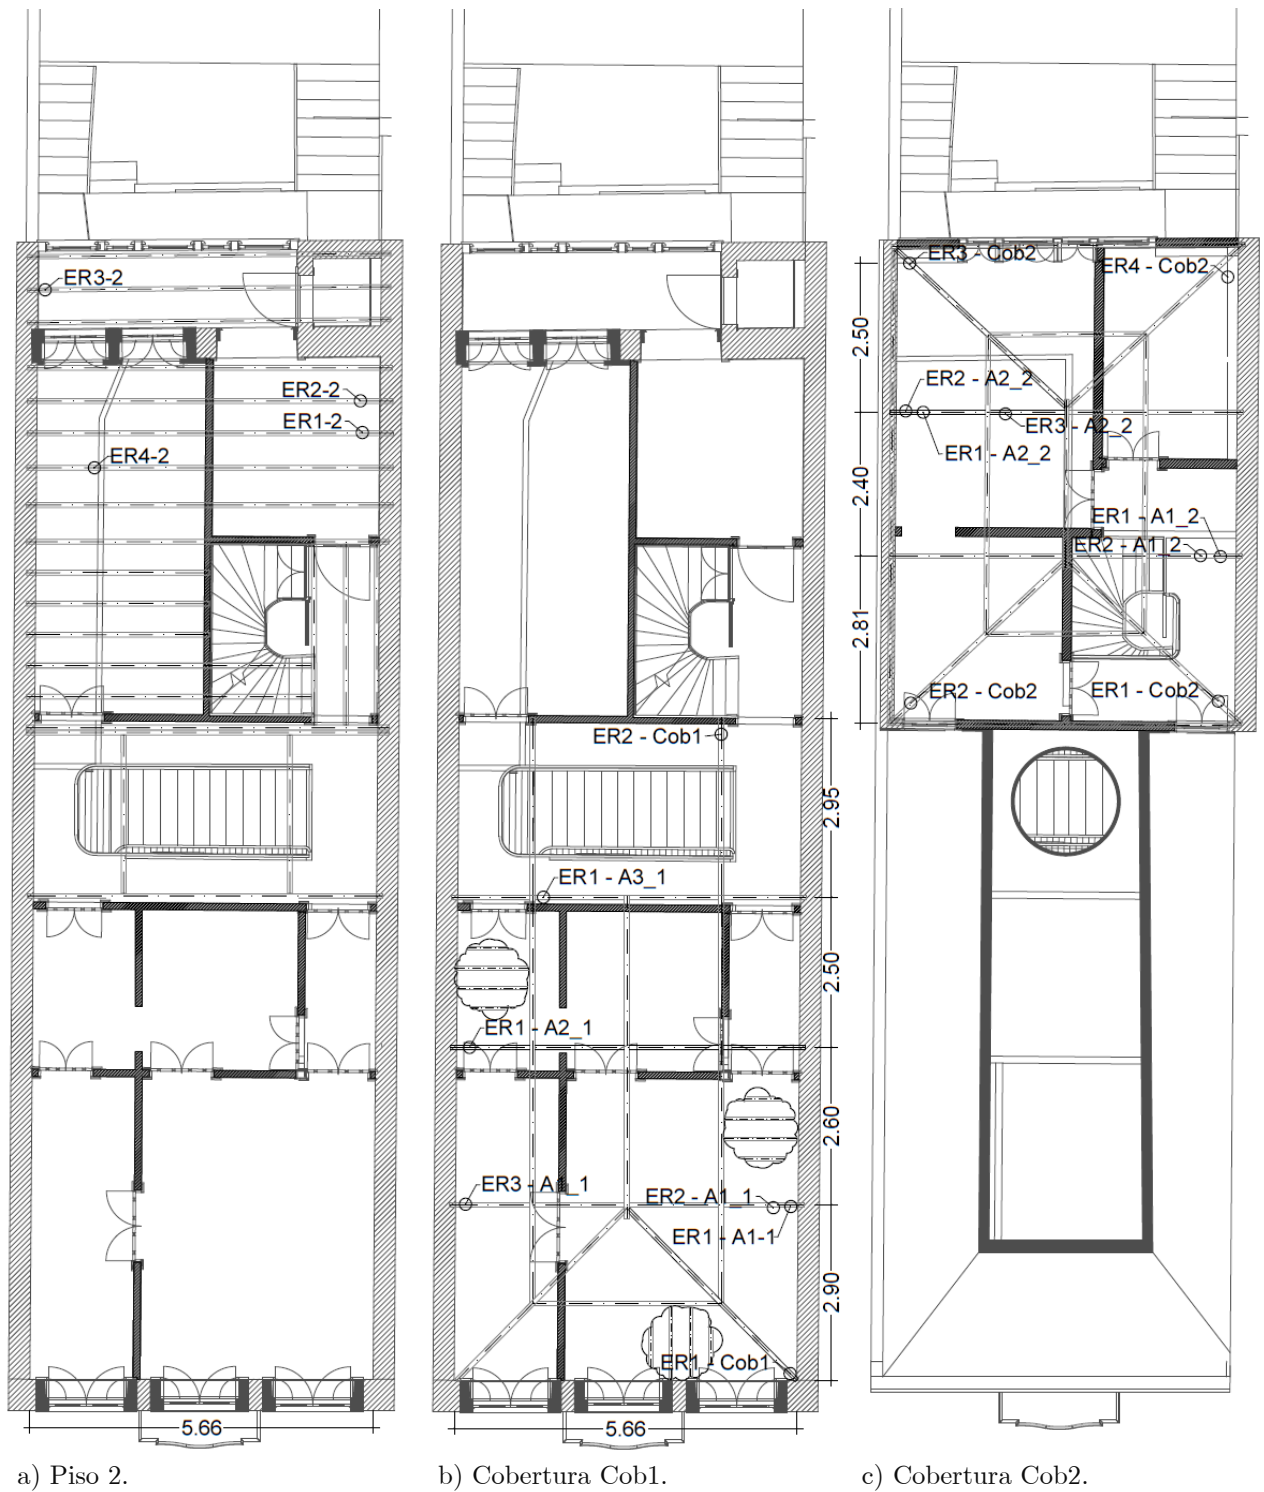 ER3-2
ER2-2
ER1-2
ER4-2
5.66
a) Piso 2.
ER2 - Cob1
2.95
ER1 - A3_1
2.50
ER1 - A2_1
2.60
ER3 - A1_1
ER2 - A1_1
ER1 - A1-1
2.90
ER1 - Cob1
5.66
b) Cobertura Cob1.
ER3 - Cob2
ER4 - Cob2
2.50
ER2 - A2_2
ER3 - A2_2
ER1 - A2_2
2.40
ER1 - A1_2
ER2 - A1_2
2.81
ER2 - Cob2
ER1 - Cob2
c) Cobertura Cob2.